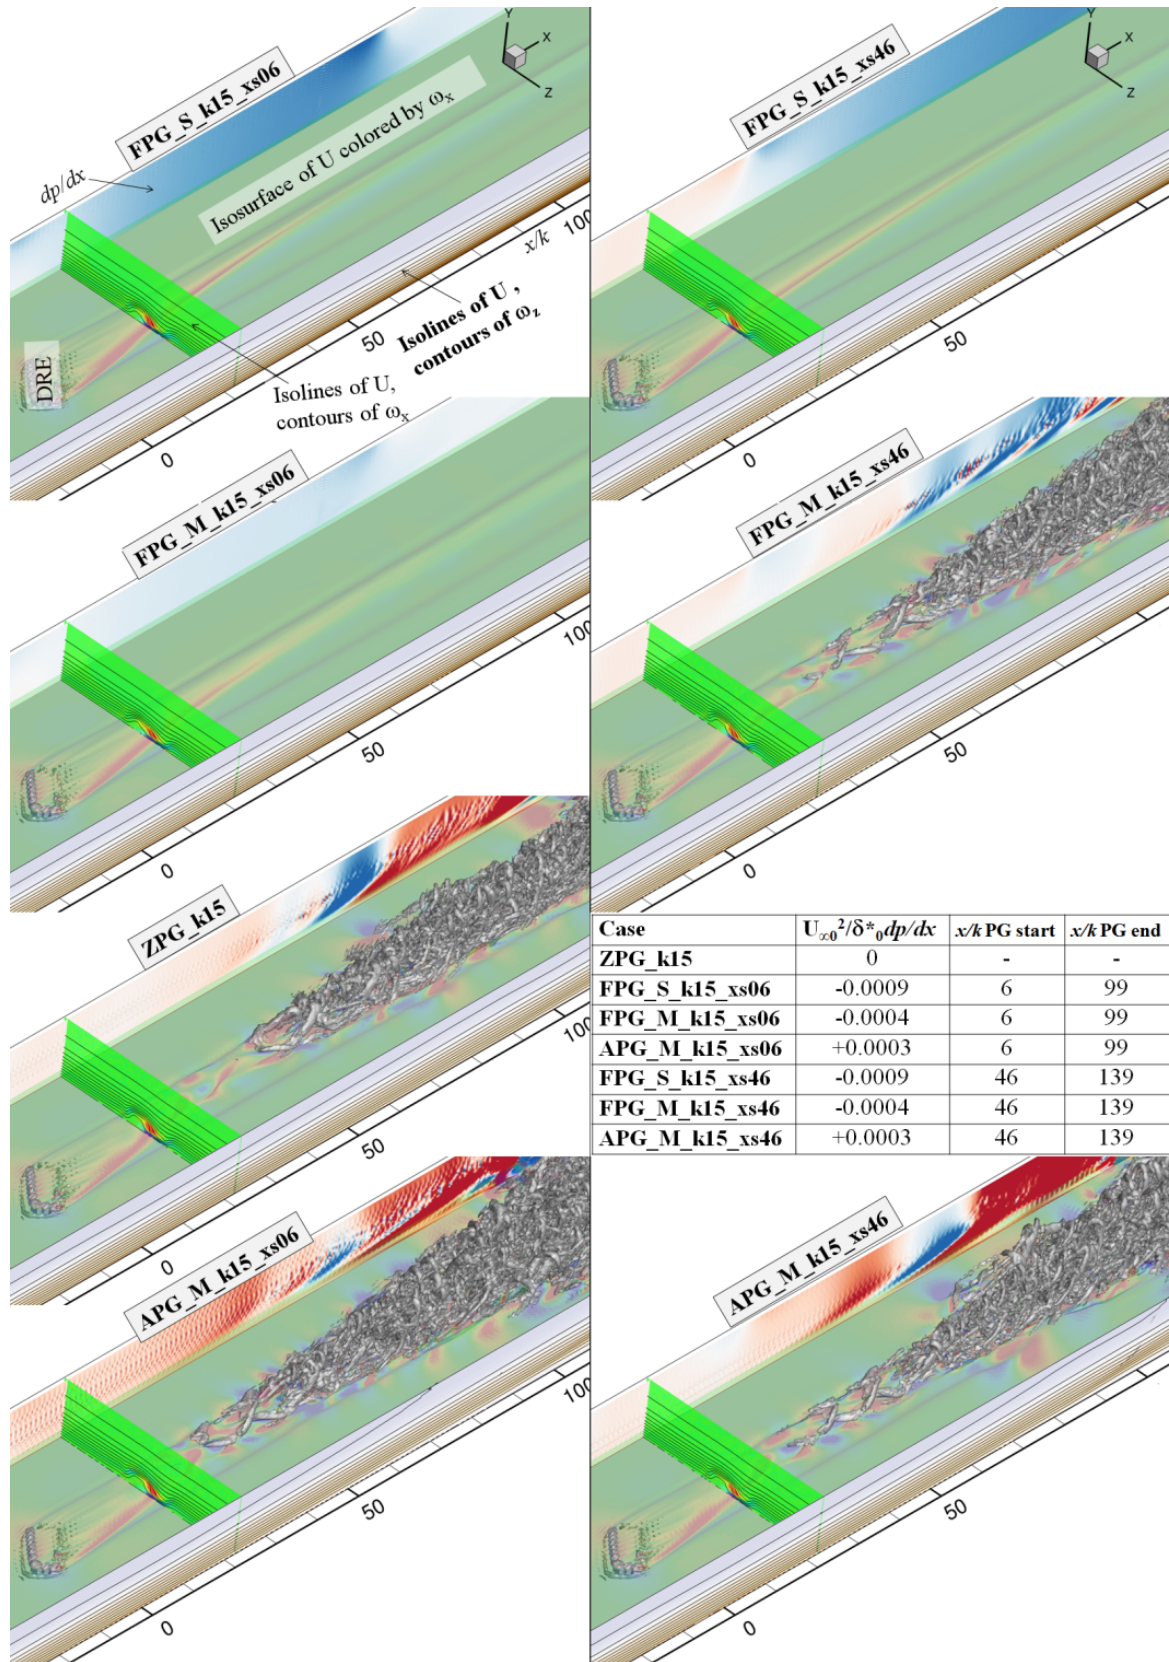 FPG_S_k15_xs06
Y
X
Z
dp/dx
Isosurface of U colored by ωx
DRE
x/k
100
50
0
Isolines of U ,
contours of ωz
Isolines of U,
contours of ωx
FPG_S_k15_xs46
Y
X
Z
50
0
FPG_M_k15_xs06
100
50
0
FPG_M_k15_xs46
50
0
ZPG_k15
100
50
0
Case U∞0²/δ*0dp/dx x/k PG start x/k PG end
ZPG_k15 0 - -
FPG_S_k15_xs06 -0.0009 6 99
FPG_M_k15_xs06 -0.0004 6 99
APG_M_k15_xs06 +0.0003 6 99
FPG_S_k15_xs46 -0.0009 46 139
FPG_M_k15_xs46 -0.0004 46 139
APG_M_k15_xs46 +0.0003 46 139
APG_M_k15_xs06
100
50
0
APG_M_k15_xs46
50
0